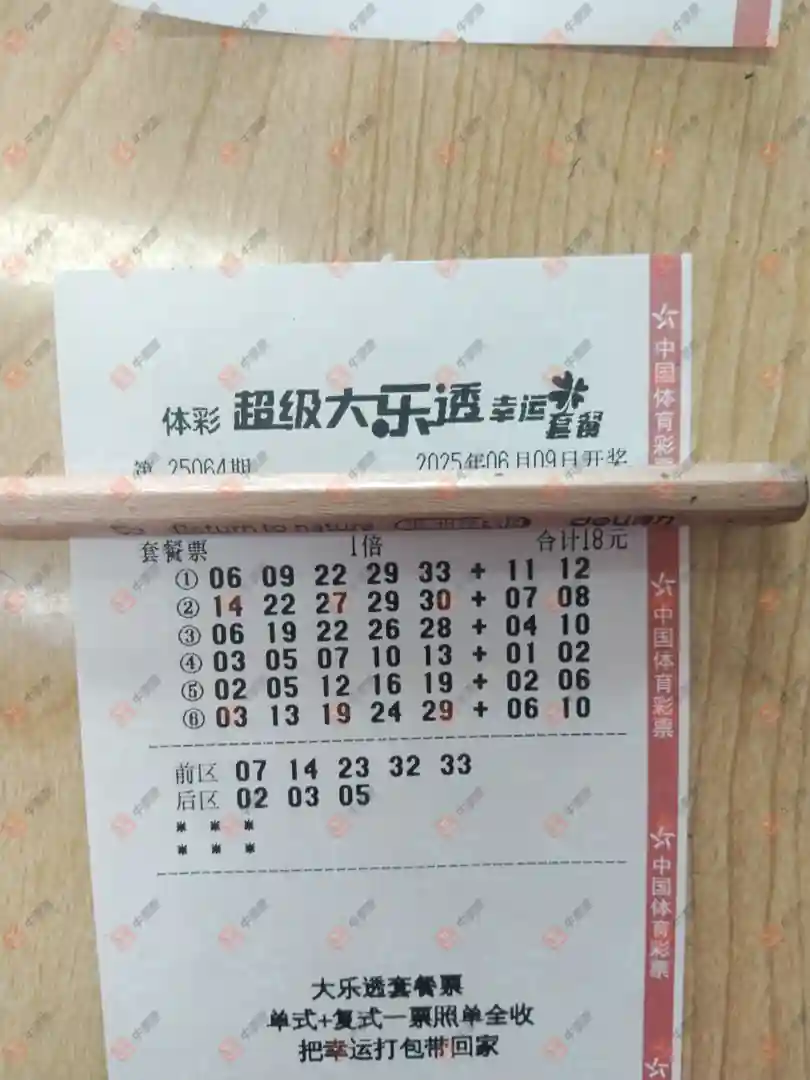 体彩 超级大乐透 幸运套餐
第 25064期 2025年06月09日开奖
Return to nature
套餐票 1倍 合计18元
① 06 09 22 29 33 + 11 12
② 14 22 27 29 30 + 07 08
③ 06 19 22 26 28 + 04 10
④ 03 05 07 10 13 + 01 02
⑤ 02 05 12 16 19 + 02 06
⑥ 03 13 19 24 29 + 06 10
前区 07 14 23 32 33
后区 02 03 05
* * *
* * *
大乐透套餐票
单式+复式一票照单全收
把幸运打包带回家
中国体育彩
中国体育彩票
中国体育彩票